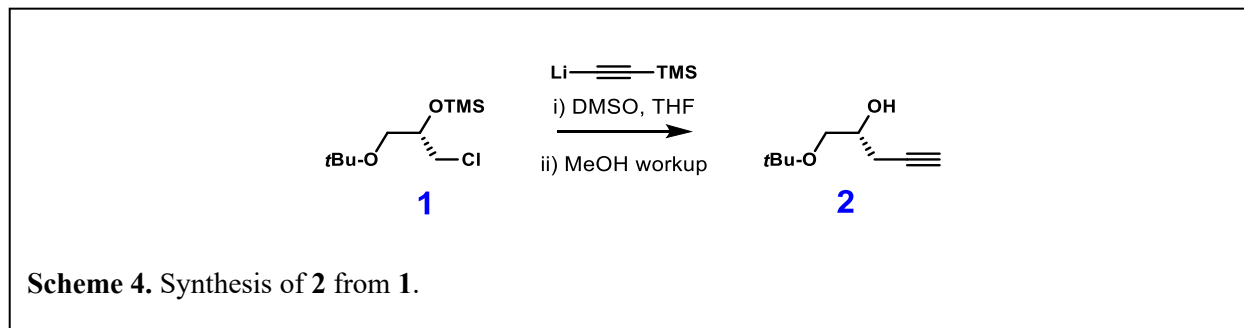 Li TMS
OTMS i) DMSO, THF OH
tBu-O Cl ii) MeOH workup tBu-O
1 2
Scheme 4. Synthesis of 2 from 1.